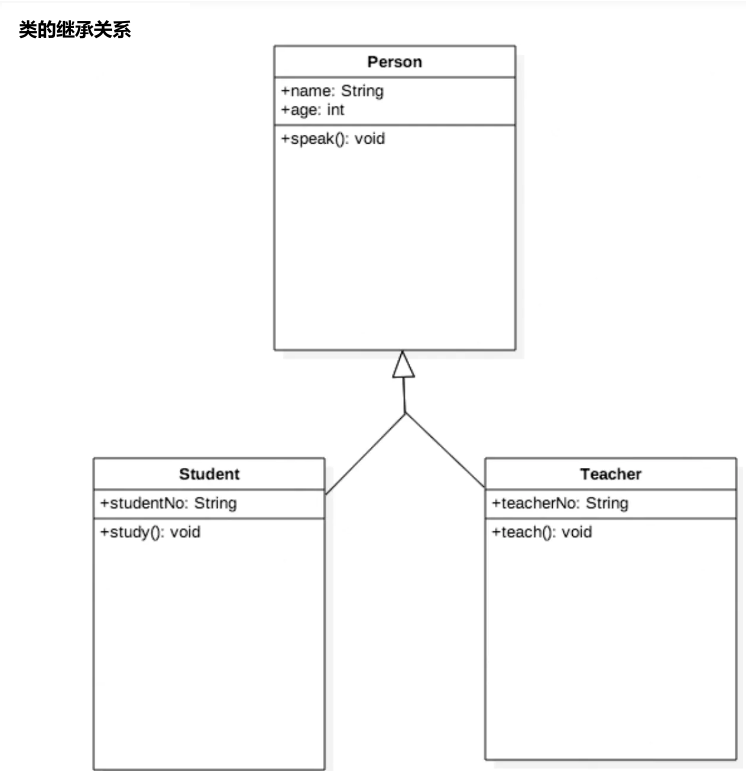 类的继承关系
Person
+name: String
+age: int
+speak(): void
Student
+studentNo: String
+study(): void
Teacher
+teacherNo: String
+teach(): void